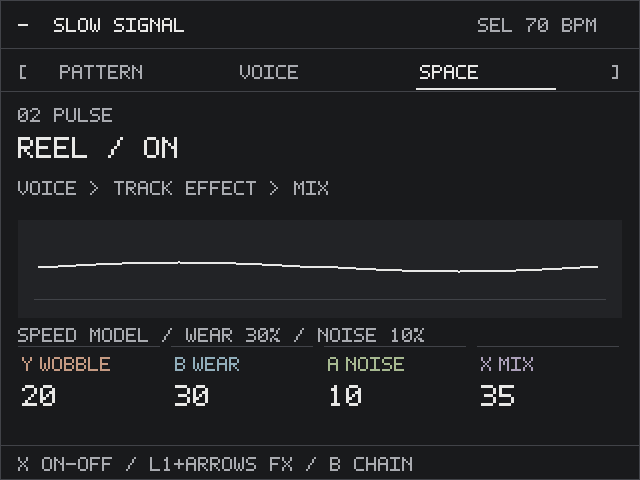 – SLOW SIGNAL SEL 70 BPM
[ PATTERN VOICE SPACE ]
02 PULSE
REEL / ON
VOICE > TRACK EFFECT > MIX
SPEED MODEL / WEAR 30% / NOISE 10%
Y WOBBLE B WEAR A NOISE X MIX
20 30 10 35
X ON-OFF / L1+ARROWS FX / B CHAIN